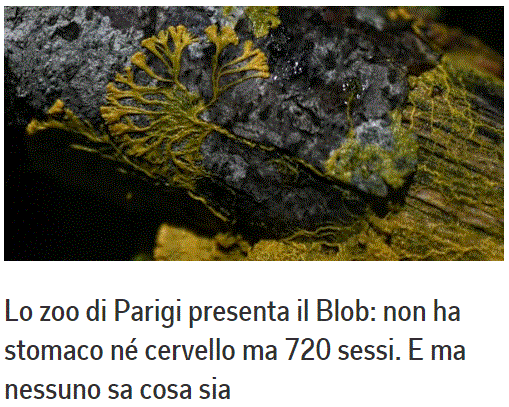 Lo zoo di Parigi presenta il Blob: non ha
stomaco né cervello ma 720 sessi. E ma
nessuno sa cosa sia